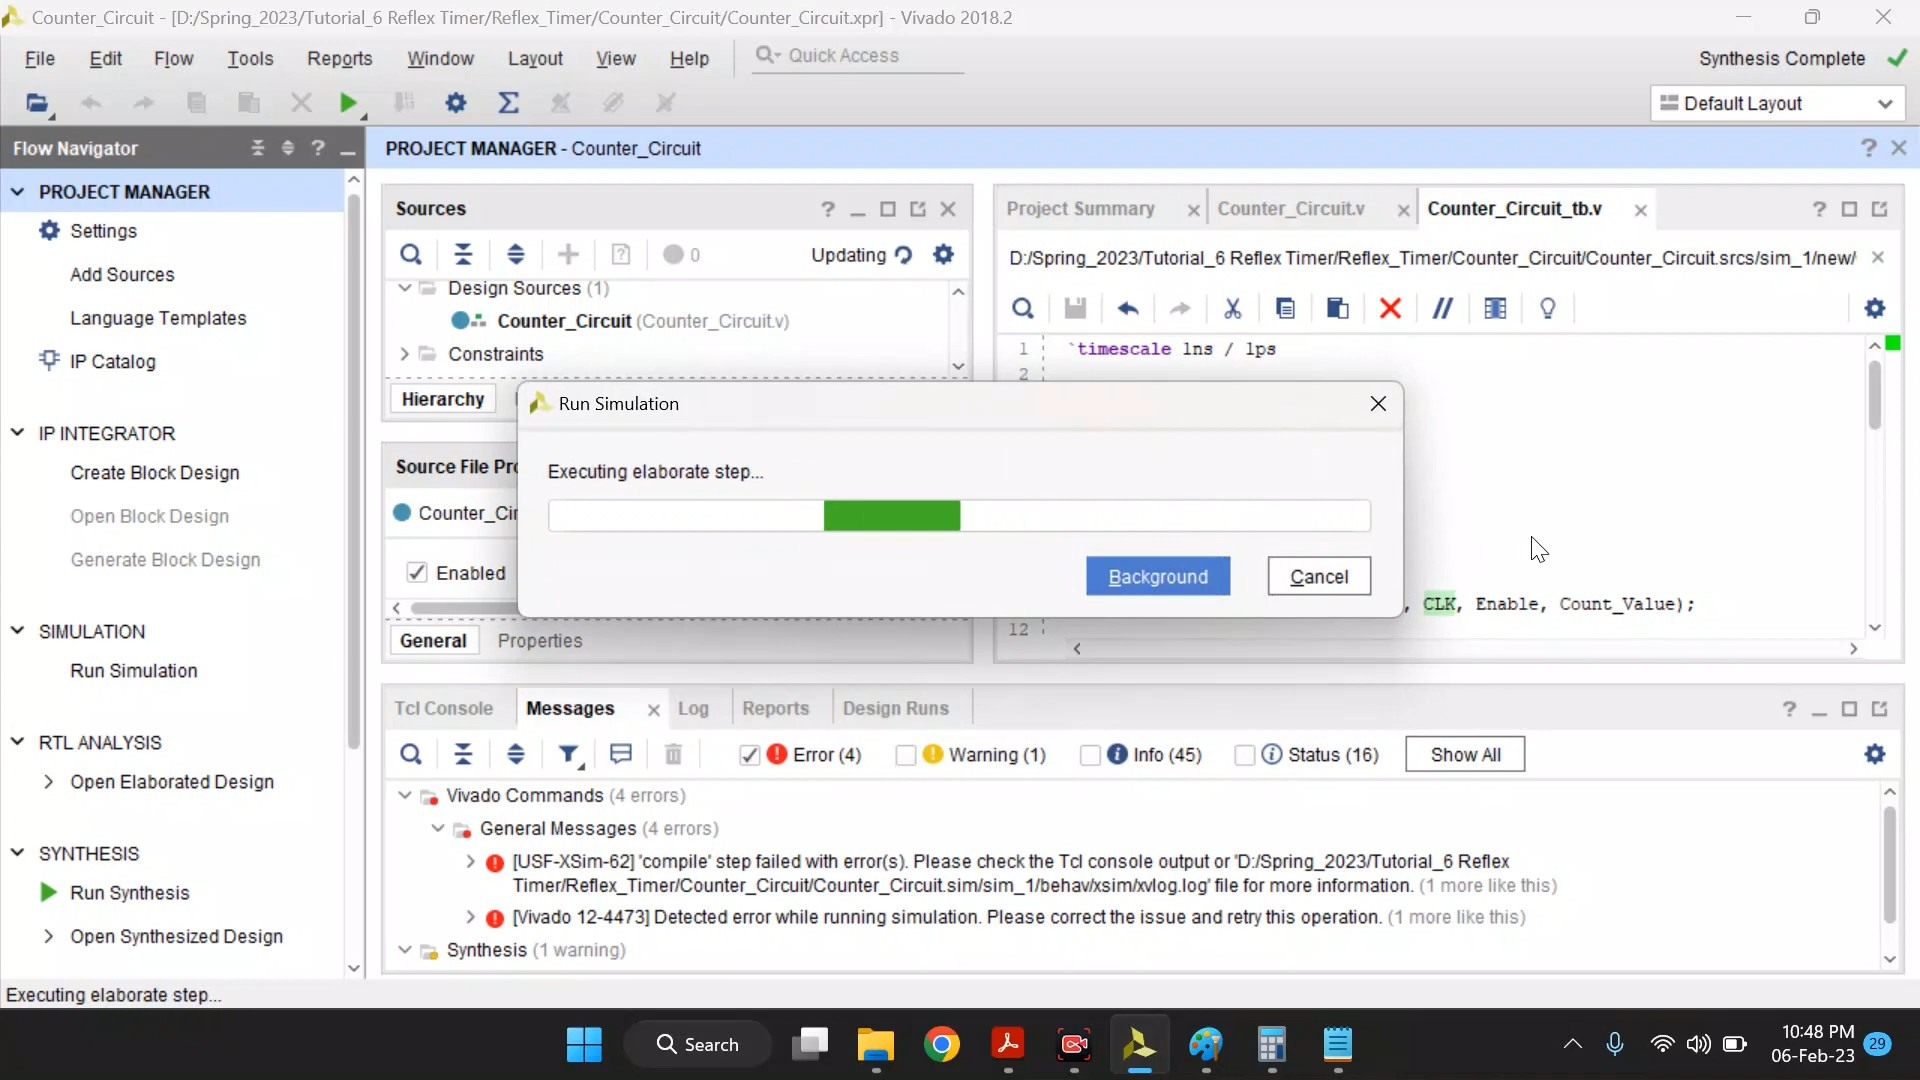 Counter_Circuit - [D:/Spring_2023/Tutorial_6 Reflex Timer/Reflex_Timer/Counter_Circuit/Counter_Circuit.xpr] - Vivado 2018.2
File Edit Flow Tools Reports Window Layout View Help Quick Access
Synthesis Complete
Default Layout
Flow Navigator
PROJECT MANAGER
Settings
Add Sources
Language Templates
IP Catalog
IP INTEGRATOR
Create Block Design
Open Block Design
Generate Block Design
SIMULATION
Run Simulation
RTL ANALYSIS
Open Elaborated Design
SYNTHESIS
Run Synthesis
Open Synthesized Design
PROJECT MANAGER - Counter_Circuit
Sources
0 Updating
Design Sources (1)
Counter_Circuit (Counter_Circuit.v)
Constraints
Hierarchy
Source File Pro
Counter_Cir
Enabled
General Properties
Project Summary Counter_Circuit.v Counter_Circuit_tb.v
D:/Spring_2023/Tutorial_6 Reflex Timer/Reflex_Timer/Counter_Circuit/Counter_Circuit.srcs/sim_1/new/
1 `timescale 1ns / 1ps
2
, CLK, Enable, Count_Value);
12
Run Simulation
Executing elaborate step...
Background Cancel
Tcl Console Messages Log Reports Design Runs
Error (4) Warning (1) Info (45) Status (16) Show All
Vivado Commands (4 errors)
General Messages (4 errors)
[USF-XSim-62] 'compile' step failed with error(s). Please check the Tcl console output or 'D:/Spring_2023/Tutorial_6 Reflex
Timer/Reflex_Timer/Counter_Circuit/Counter_Circuit.sim/sim_1/behav/xsim/xvlog.log' file for more information. (1 more like this)
[Vivado 12-4473] Detected error while running simulation. Please correct the issue and retry this operation. (1 more like this)
Synthesis (1 warning)
Executing elaborate step...
Search
10:48 PM
06-Feb-23
29